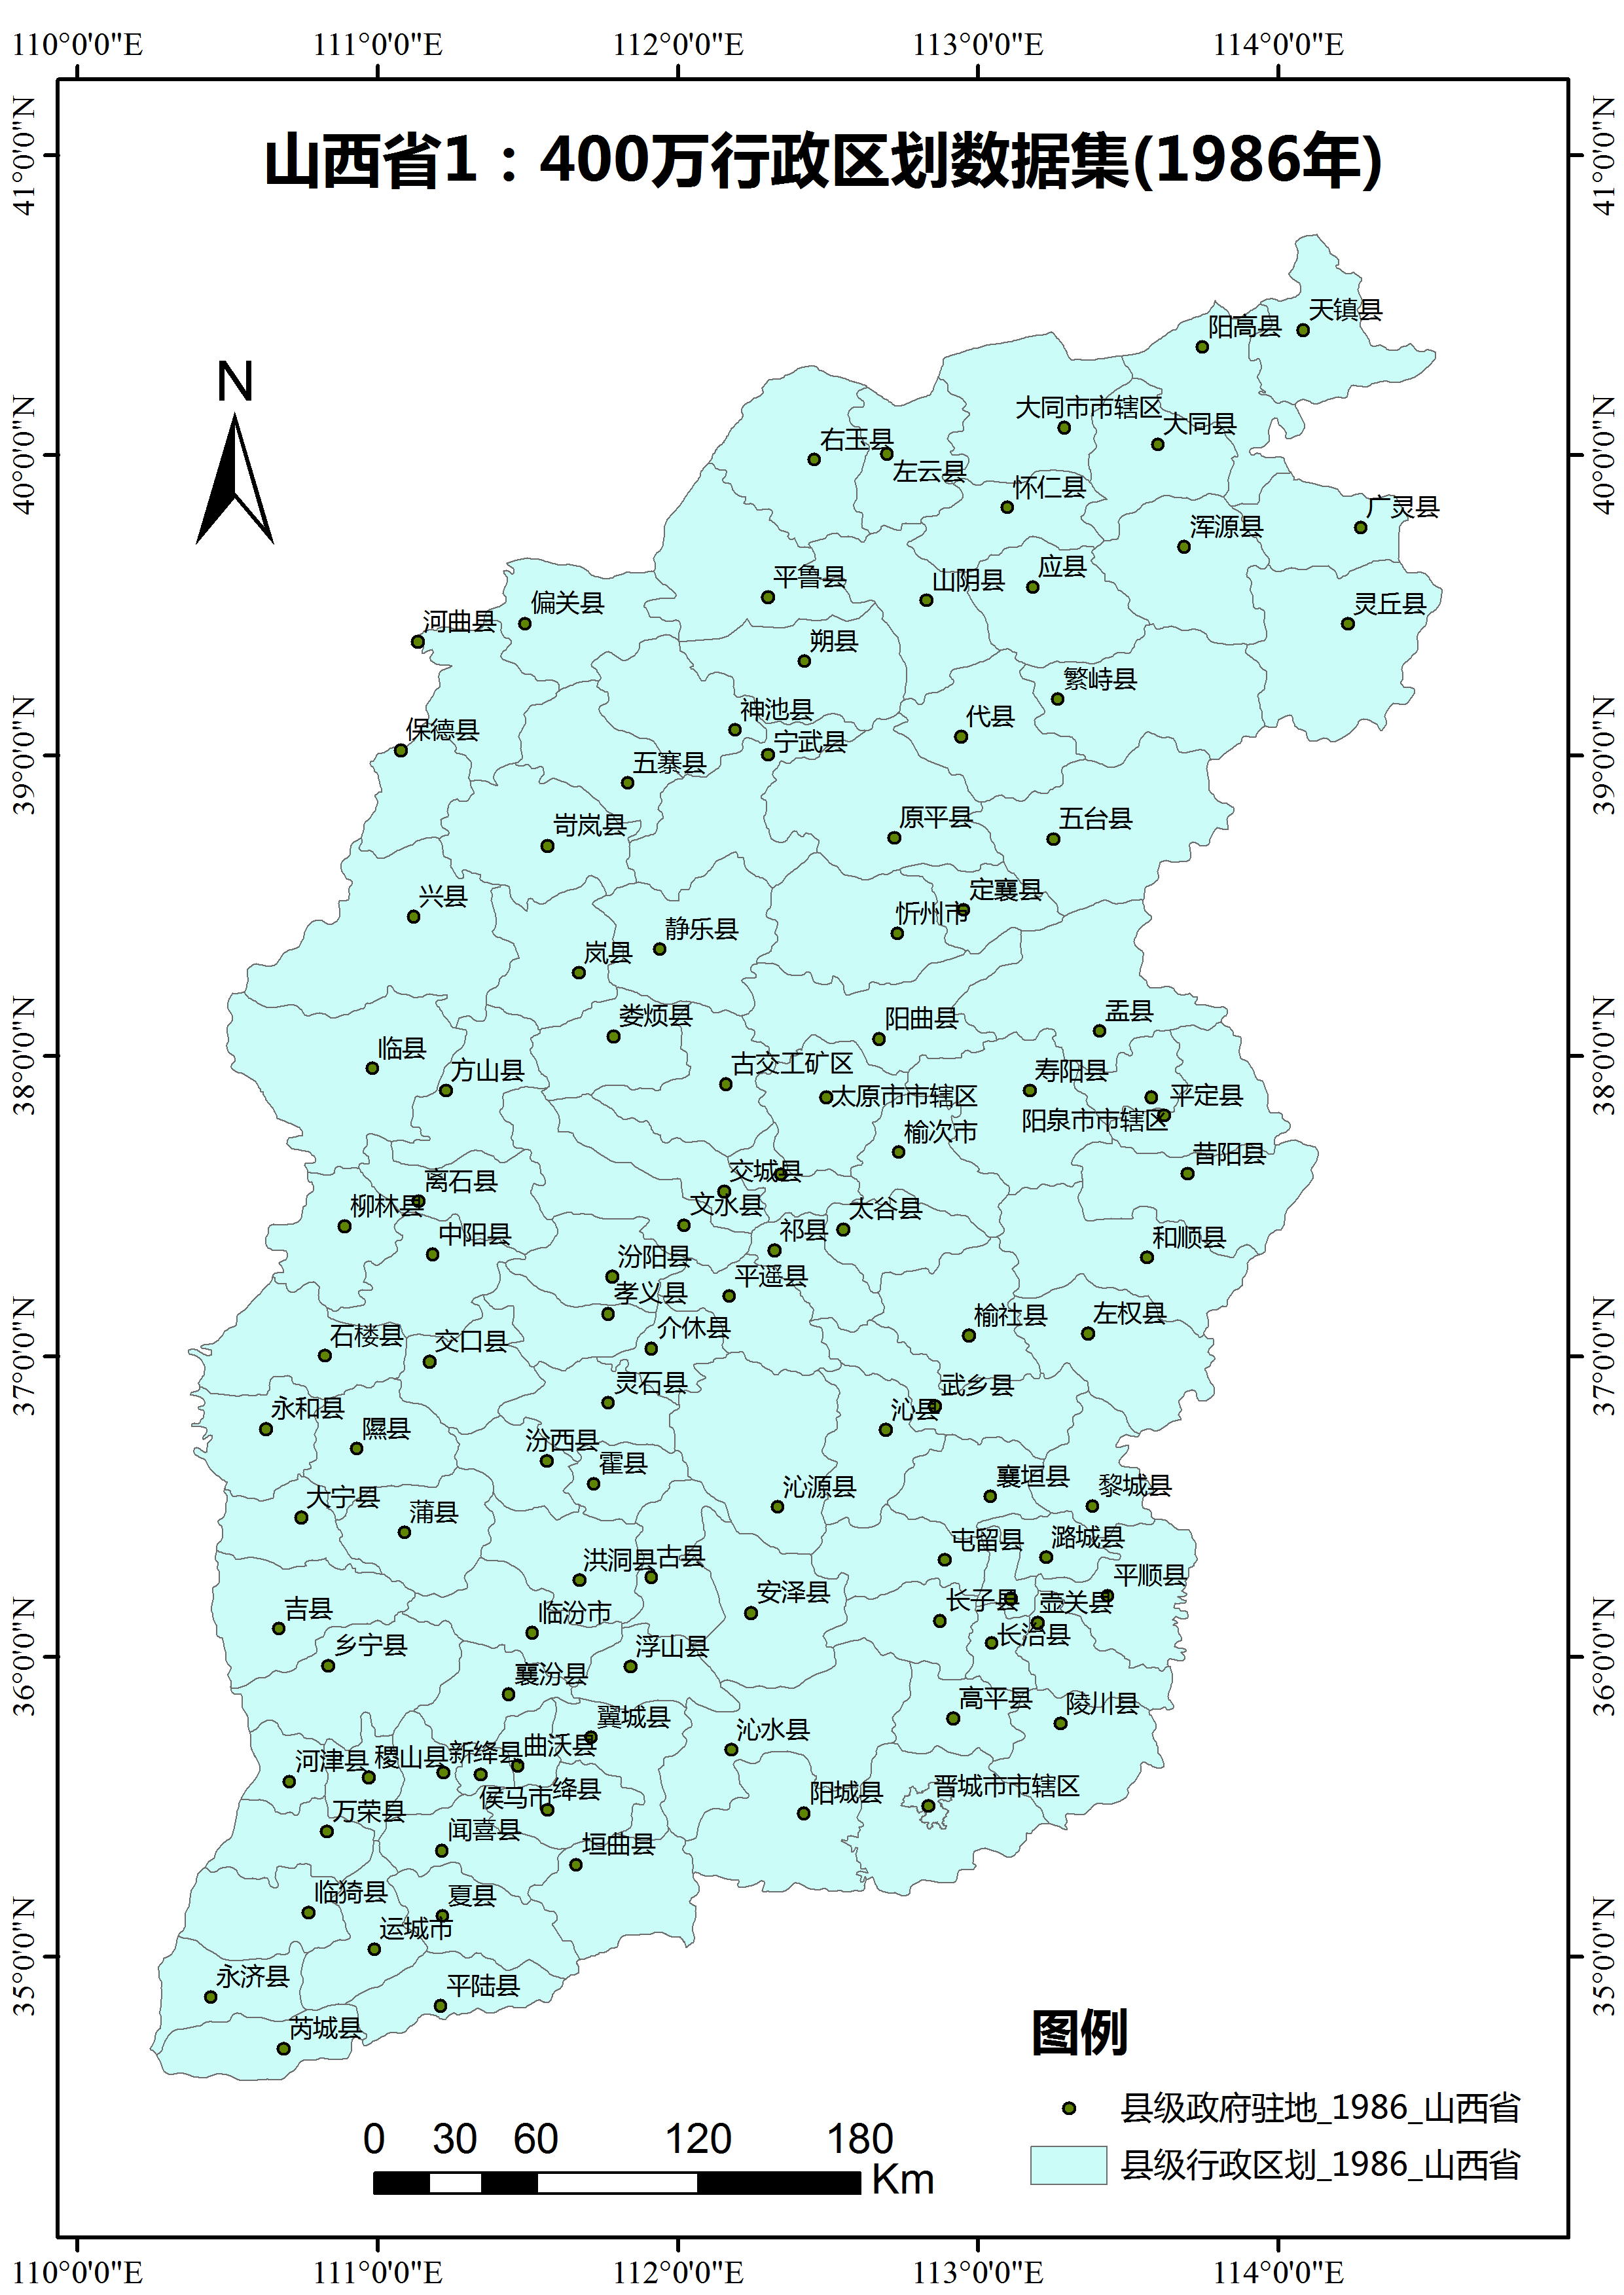 110°0'0"E 111°0'0"E 112°0'0"E 113°0'0"E 114°0'0"E
41°0'0"N
41°0'0"N
山西省1：400万行政区划数据集(1986年)
N
天镇县
阳高县
大同市市辖区
大同县
右玉县
左云县
40°0'0"N
40°0'0"N
怀仁县
广灵县
浑源县
应县
平鲁县
山阴县
偏关县
灵丘县
河曲县
朔县
繁峙县
神池县
代县
保德县
宁武县
39°0'0"N
39°0'0"N
五寨县
原平县
五台县
岢岚县
定襄县
兴县
忻州市
静乐县
岚县
娄烦县
阳曲县
盂县
38°0'0"N
38°0'0"N
临县
方山县
古交工矿区
寿阳县
太原市市辖区
平定县
阳泉市市辖区
榆次市
昔阳县
交城县
离石县
柳林县
文水县
太谷县
中阳县
祁县
和顺县
汾阳县
平遥县
孝义县
榆社县
左权县
介休县
石楼县
交口县
37°0'0"N
37°0'0"N
灵石县
武乡县
永和县
沁县
隰县
汾西县
霍县
襄垣县
沁源县
黎城县
大宁县
蒲县
屯留县
潞城县
洪洞县
古县
平顺县
安泽县
长子县
壶关县
吉县
临汾市
长治县
乡宁县
浮山县
36°0'0"N
36°0'0"N
襄汾县
高平县
陵川县
翼城县
沁水县
河津县
稷山县
新绛县
曲沃县
侯马市
绛县
阳城县
晋城市市辖区
万荣县
闻喜县
垣曲县
临猗县
夏县
运城市
35°0'0"N
35°0'0"N
永济县
平陆县
芮城县
图例
县级政府驻地_1986_山西省
县级行政区划_1986_山西省
0 30 60 120 180
Km
110°0'0"E 111°0'0"E 112°0'0"E 113°0'0"E 114°0'0"E